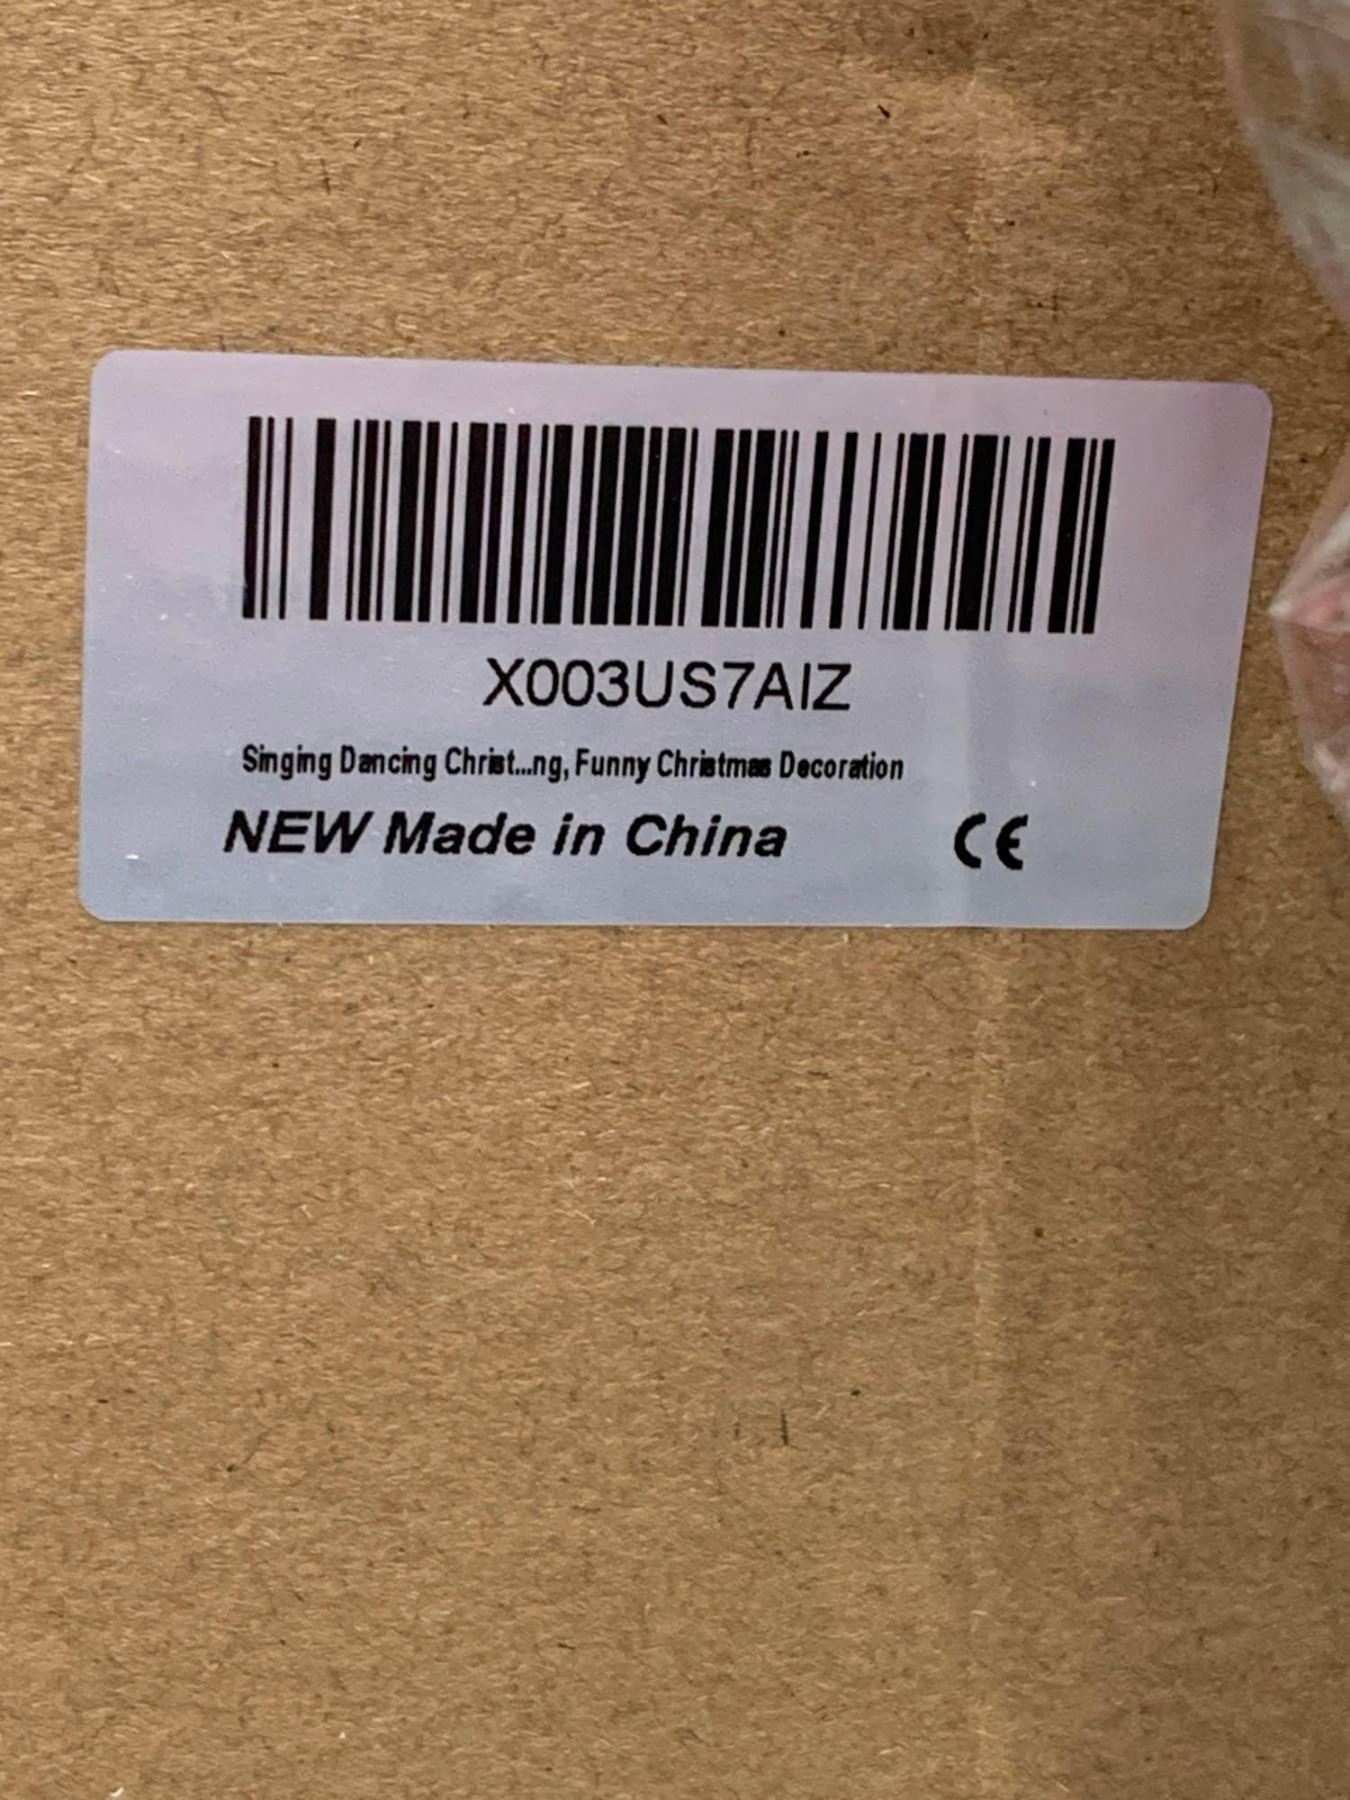 X003US7AIZ
Singing Dancing Christ...ng, Funny Christmas Decoration
NEW Made in China CE